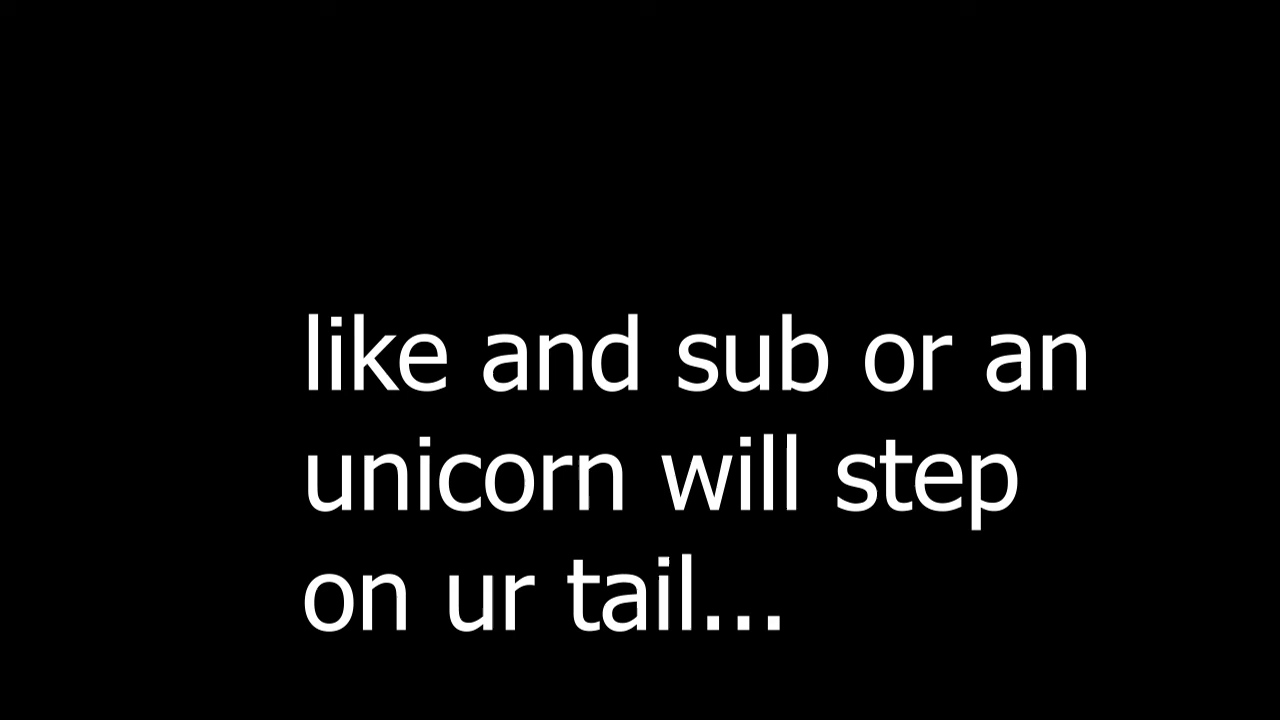 like and sub or an
unicorn will step
on ur tail...